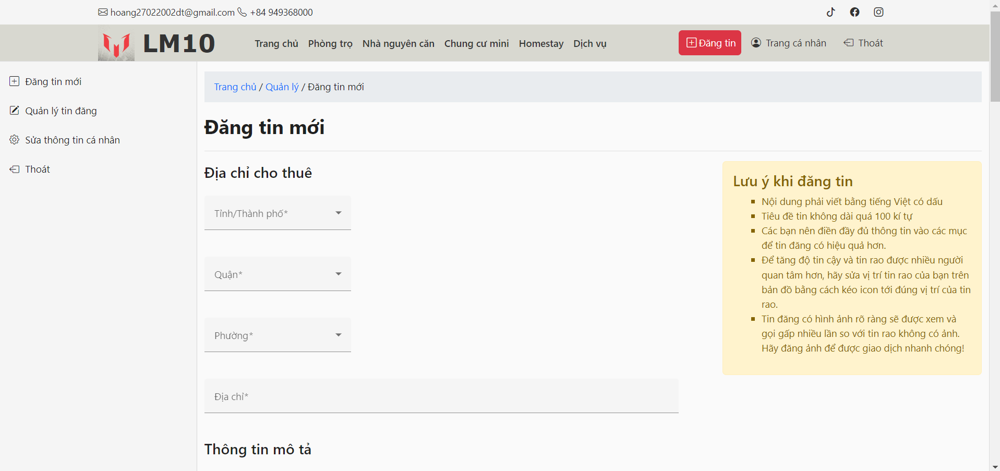 hoang27022002dt@gmail.com +84 949368000
LM10 Trang chủ Phòng trọ Nhà nguyên căn Chung cư mini Homestay Dịch vụ Đăng tin Trang cá nhân Thoát
Đăng tin mới
Quản lý tin đăng
Sửa thông tin cá nhân
Thoát
Trang chủ / Quản lý / Đăng tin mới
Đăng tin mới
Địa chỉ cho thuê
Tỉnh/Thành phố*
Quận*
Phường*
Địa chỉ*
Thông tin mô tả
Lưu ý khi đăng tin
Nội dung phải viết bằng tiếng Việt có dấu
Tiêu đề tin không dài quá 100 kí tự
Các bạn nên điền đầy đủ thông tin vào các mục
để tin đăng có hiệu quả hơn.
Để tăng độ tin cậy và tin rao được nhiều người
quan tâm hơn, hãy sửa vị trí tin rao của bạn trên
bản đồ bằng cách kéo icon tới đúng vị trí của tin
rao.
Tin đăng có hình ảnh rõ ràng sẽ được xem và
gọi gấp nhiều lần so với tin rao không có ảnh.
Hãy đăng ảnh để được giao dịch nhanh chóng!